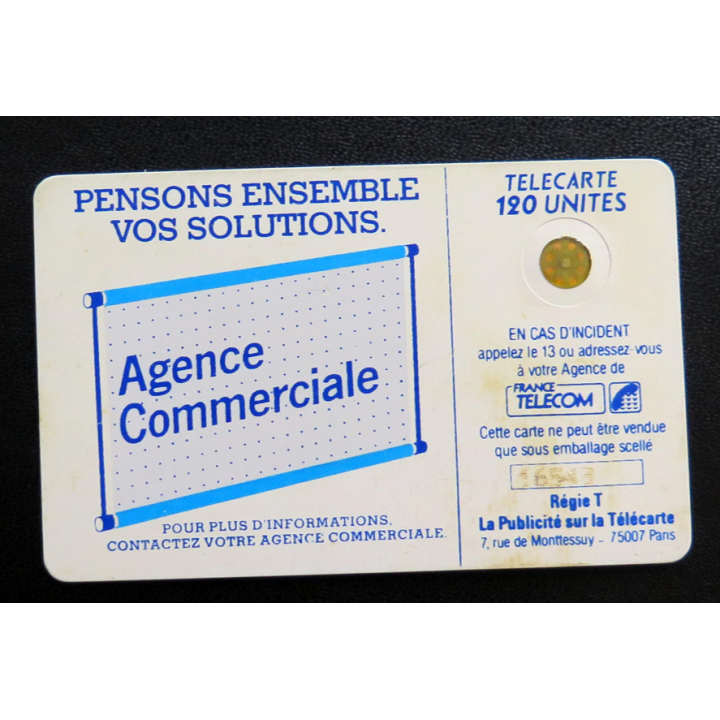 PENSONS ENSEMBLE
VOS SOLUTIONS.
Agence
Commerciale
POUR PLUS D'INFORMATIONS,
CONTACTEZ VOTRE AGENCE COMMERCIALE.
TELECARTE
120 UNITES
EN CAS D'INCIDENT
appelez le 13 ou adressez-vous
à votre Agence de
FRANCE
TELECOM
Cette carte ne peut être vendue
que sous emballage scellé
Régie T
La Publicité sur la Télécarte
7, rue de Monttessuy - 75007 Paris